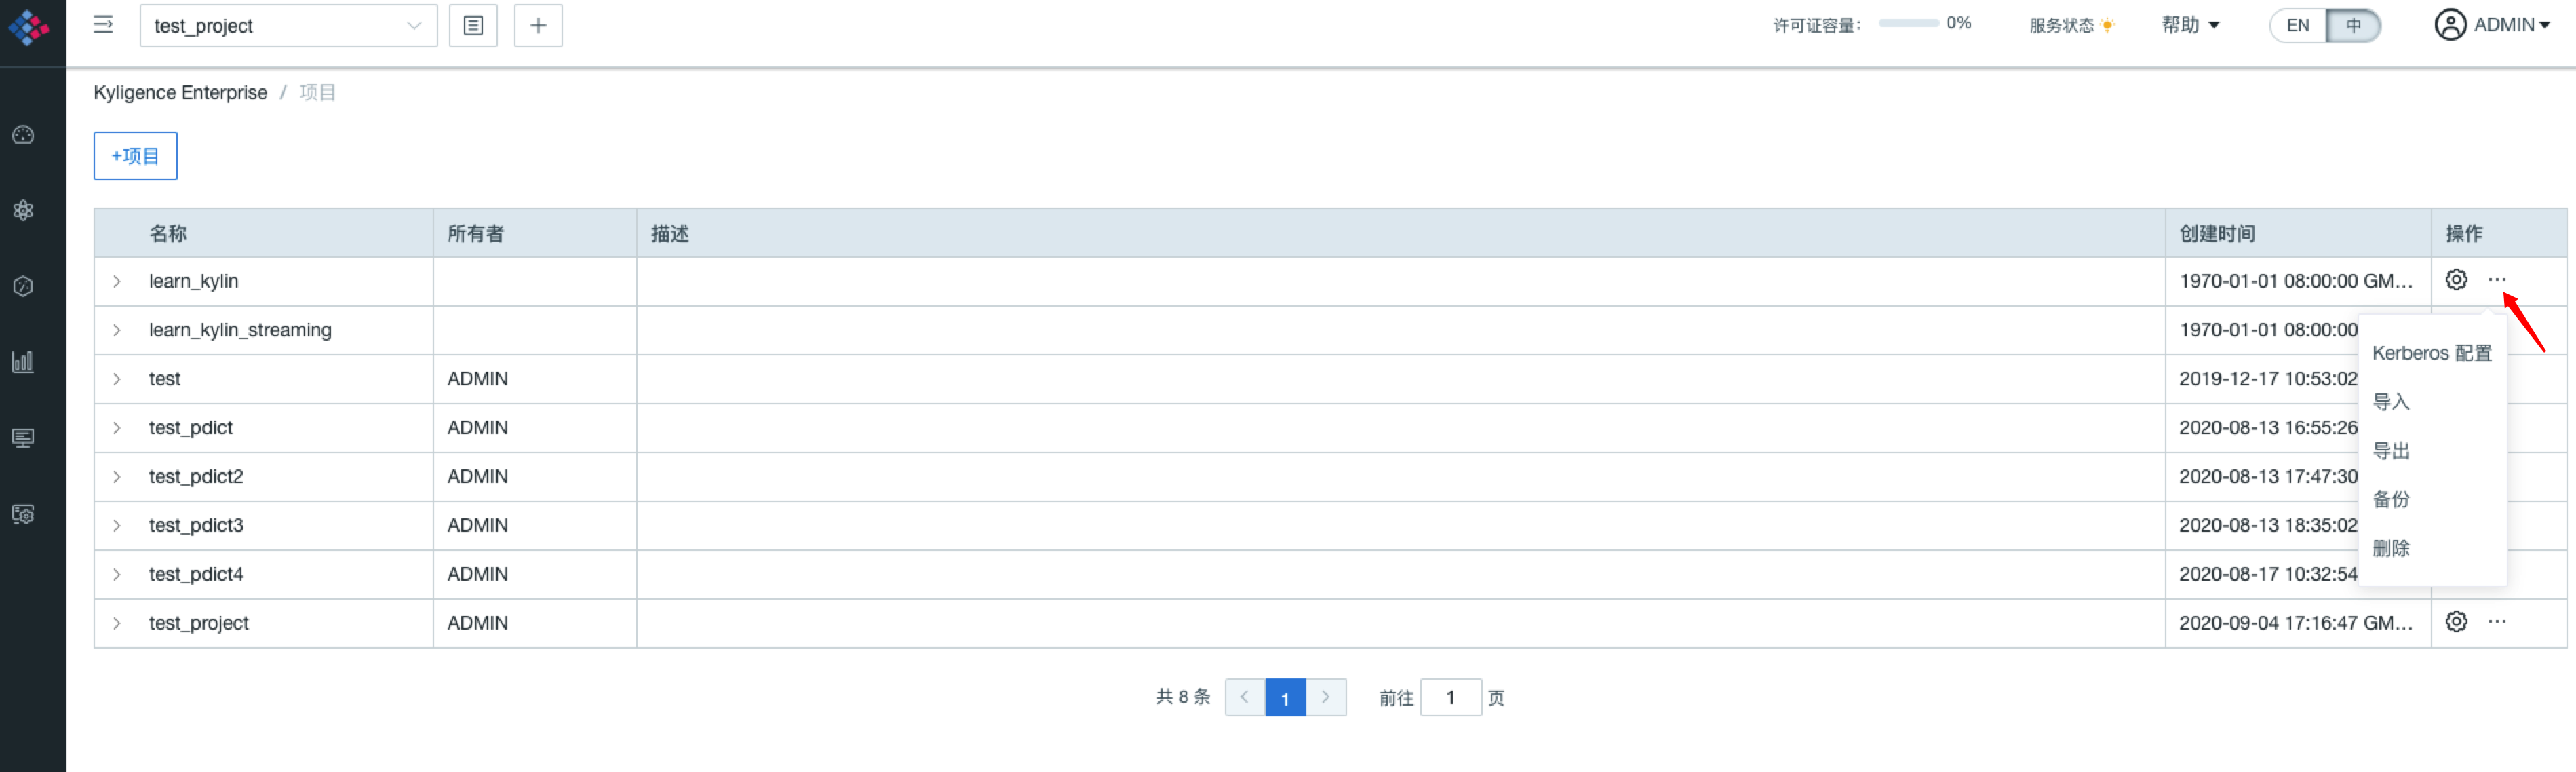 test_project 许可证容量: 0% 服务状态 帮助 EN 中 ADMIN
Kyligence Enterprise / 项目
+项目
名称 所有者 描述 创建时间 操作
learn_kylin 1970-01-01 08:00:00 GM... ...
learn_kylin_streaming 1970-01-01 08:00:00
Kerberos 配置
test ADMIN 2019-12-17 10:53:02
导入
test_pdict ADMIN 2020-08-13 16:55:26
导出
test_pdict2 ADMIN 2020-08-13 17:47:30
备份
test_pdict3 ADMIN 2020-08-13 18:35:02
删除
test_pdict4 ADMIN 2020-08-17 10:32:54
test_project ADMIN 2020-09-04 17:16:47 GM... ...
共 8 条 < 1 > 前往 1 页